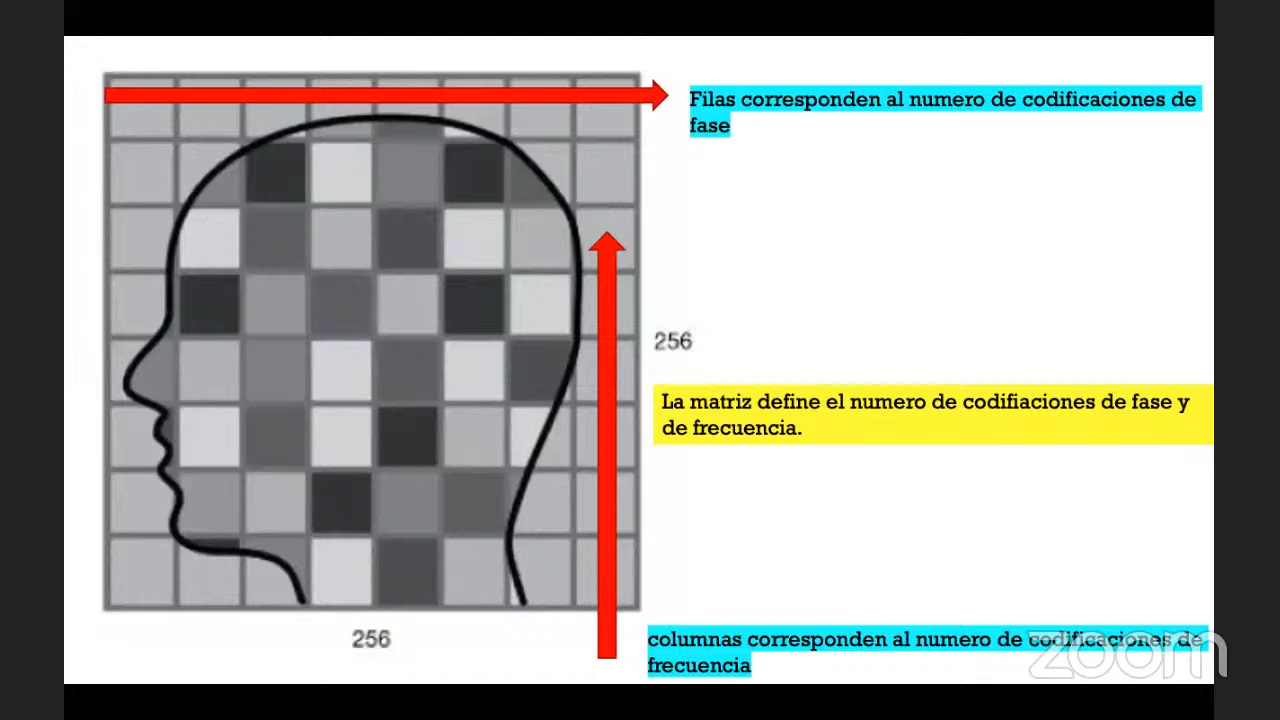 Filas corresponden al numero de codificaciones de
fase
256
La matriz define el numero de codifiaciones de fase y
de frecuencia.
256
columnas corresponden al numero de codificaciones de
frecuencia
zoom